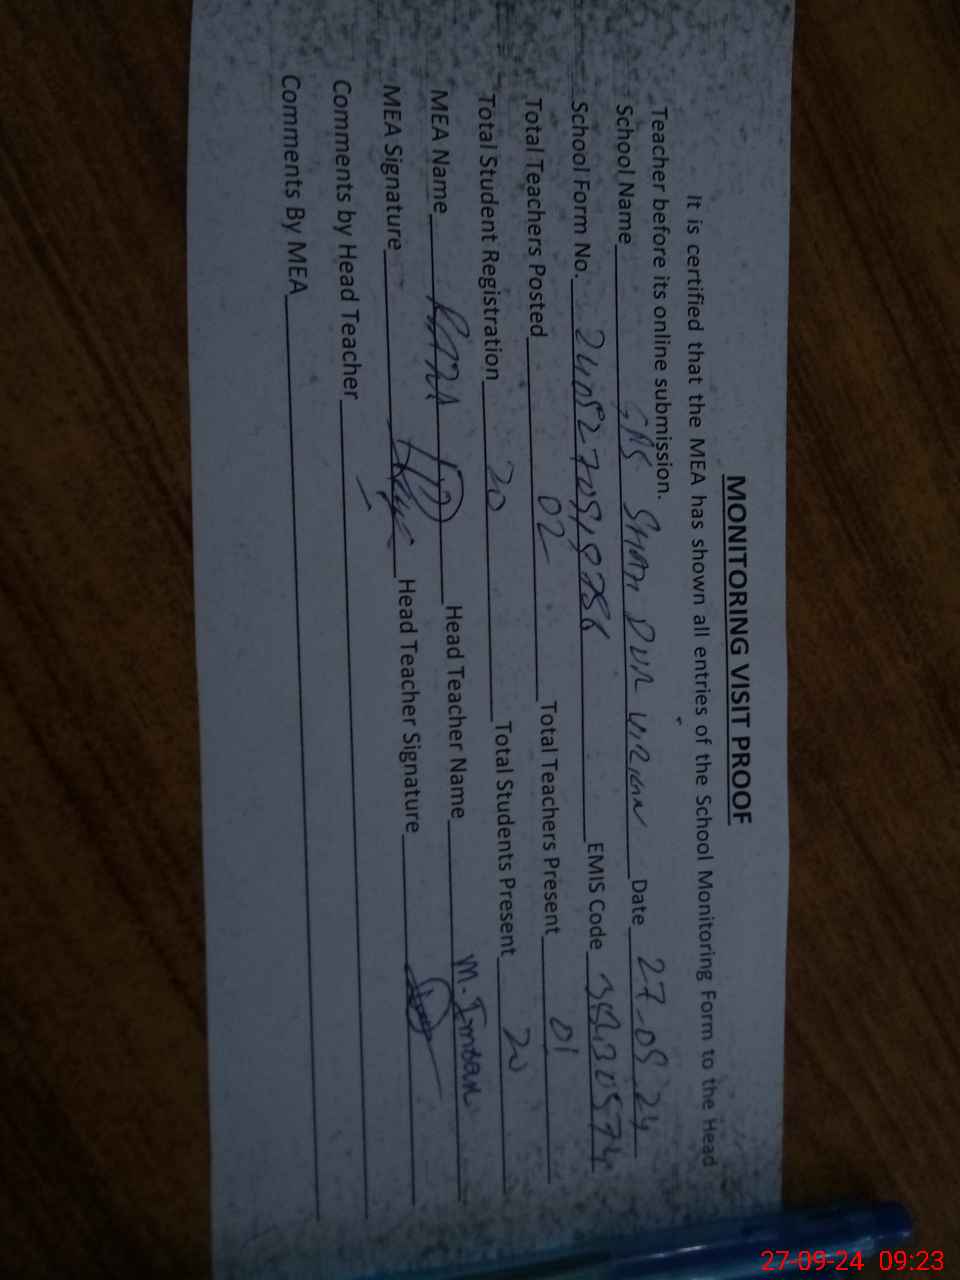 MONITORING VISIT PROOF
It is certified that the MEA has shown all entries of the School Monitoring Form to the Head
Teacher before its online submission.
School Name Date 27-09-24
School Form No. EMIS Code
Total Teachers Posted 02 Total Teachers Present 01
Total Student Registration 20 Total Students Present 20
MEA Name Head Teacher Name M. Imran
MEA Signature Head Teacher Signature
Comments by Head Teacher
Comments By MEA
27-09-24 09:23